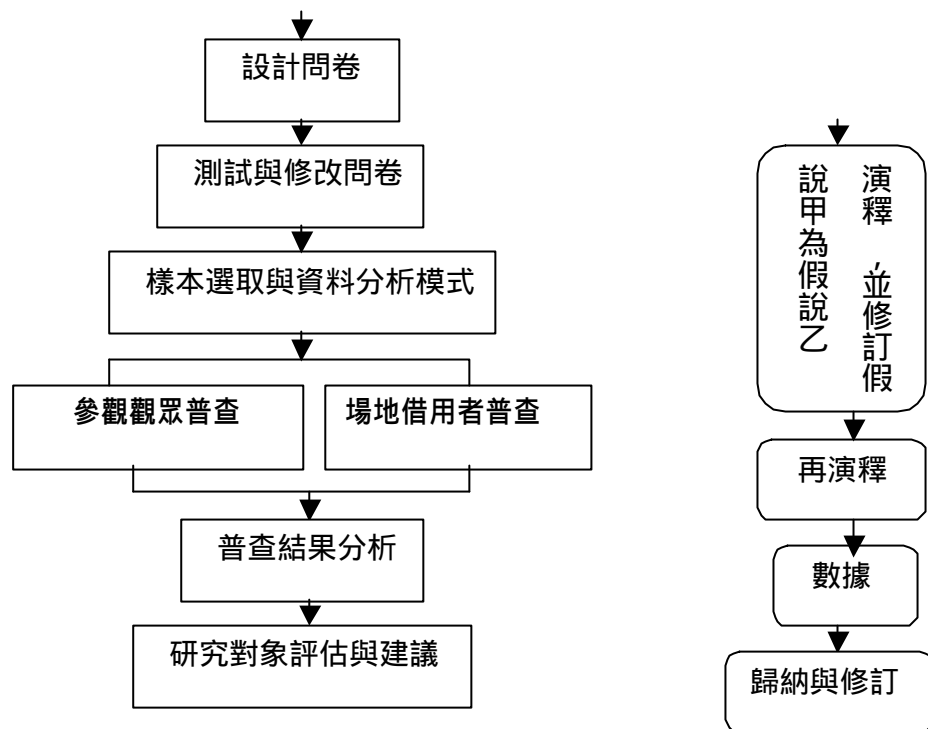 設計問卷
測試與修改問卷
樣本選取與資料分析模式
參觀觀眾普查
場地借用者普查
普查結果分析
研究對象評估與建議
演釋,並修訂假
說甲為假說乙
再演釋
數據
歸納與修訂